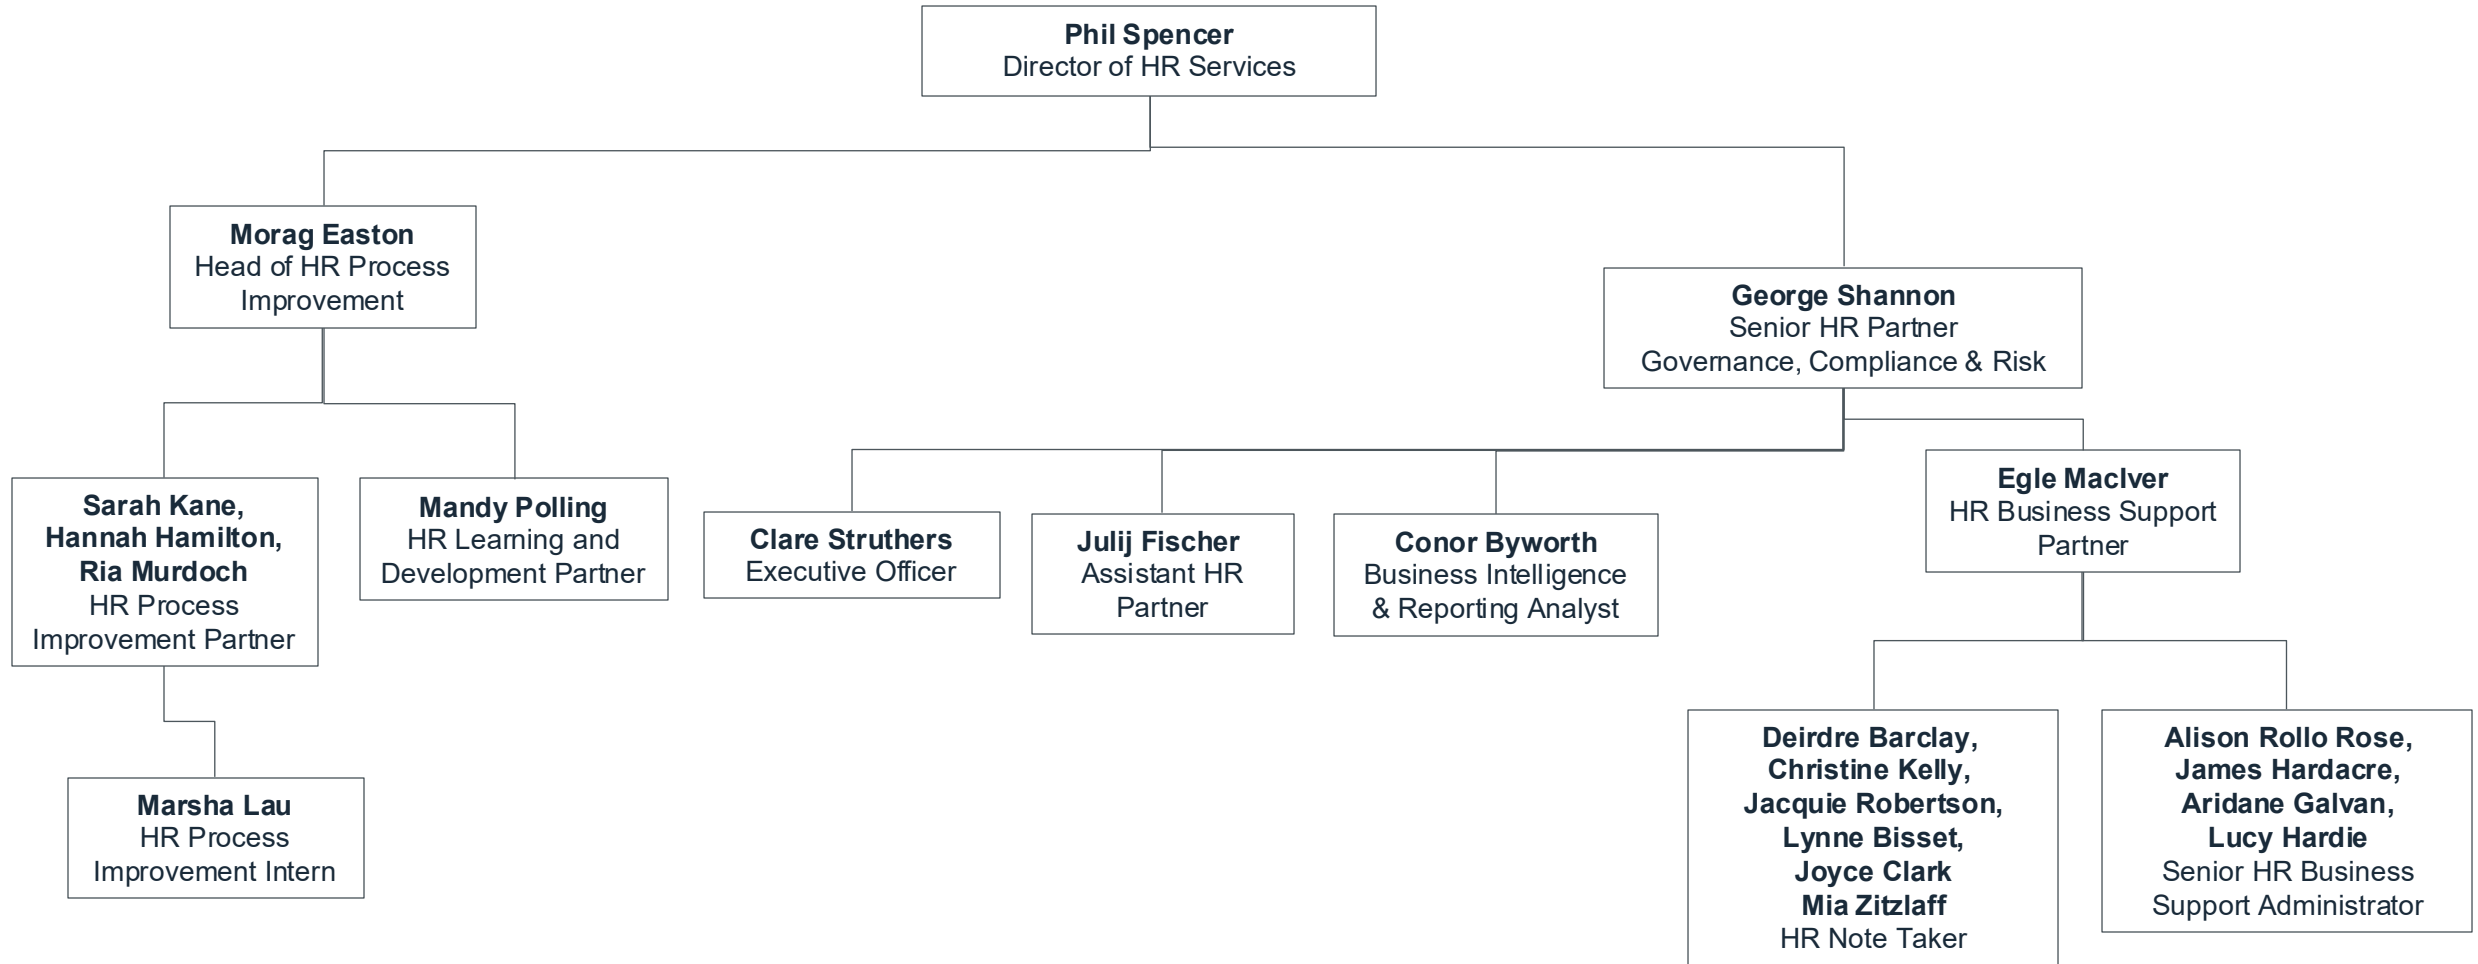 Phil Spencer
Director of HR Services
Morag Easton
Head of HR Process
Improvement
George Shannon
Senior HR Partner
Governance, Compliance & Risk
Sarah Kane,
Hannah Hamilton,
Ria Murdoch
HR Process
Improvement Partner
Mandy Polling
HR Learning and
Development Partner
Clare Struthers
Executive Officer
Julij Fischer
Assistant HR
Partner
Conor Byworth
Business Intelligence
& Reporting Analyst
Egle MacIver
HR Business Support
Partner
Marsha Lau
HR Process
Improvement Intern
Deirdre Barclay,
Christine Kelly,
Jacquie Robertson,
Lynne Bisset,
Joyce Clark
Mia Zitzlaff
HR Note Taker
Alison Rollo Rose,
James Hardacre,
Aridane Galvan,
Lucy Hardie
Senior HR Business
Support Administrator